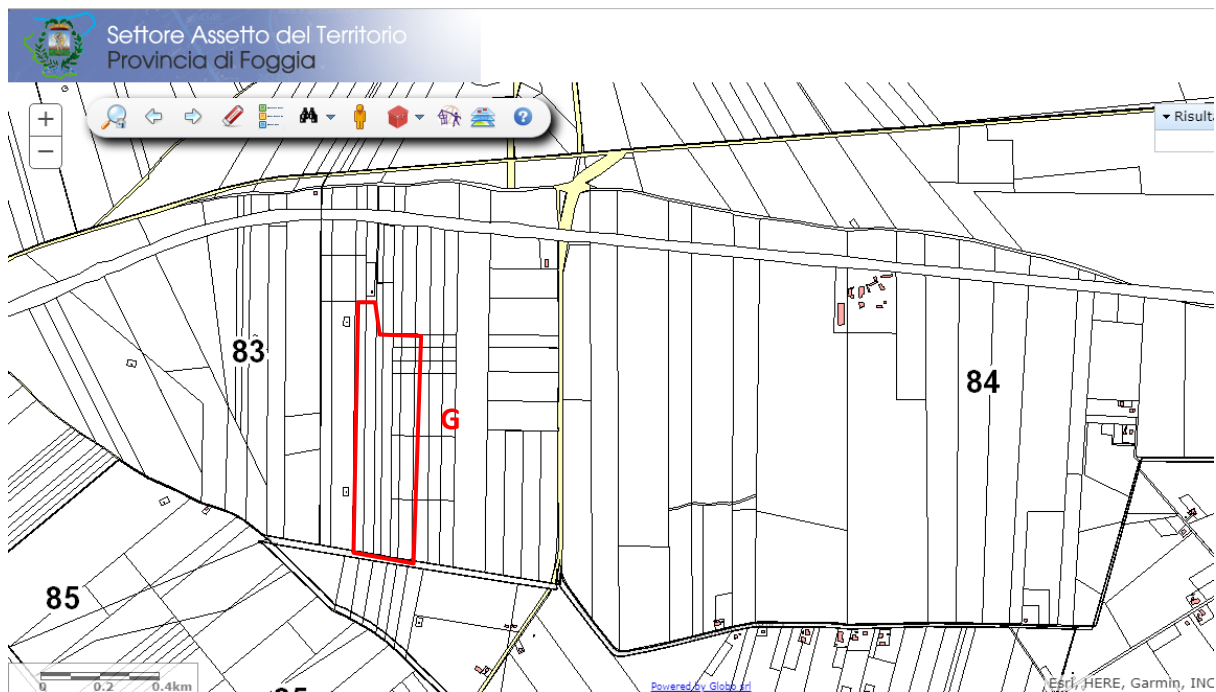 Settore Assetto del Territorio
Provincia di Foggia
+
−
?
Risulta
83
84
G
85
0 0.2 0.4km
Powered by Globo srl
Esri, HERE, Garmin, INC